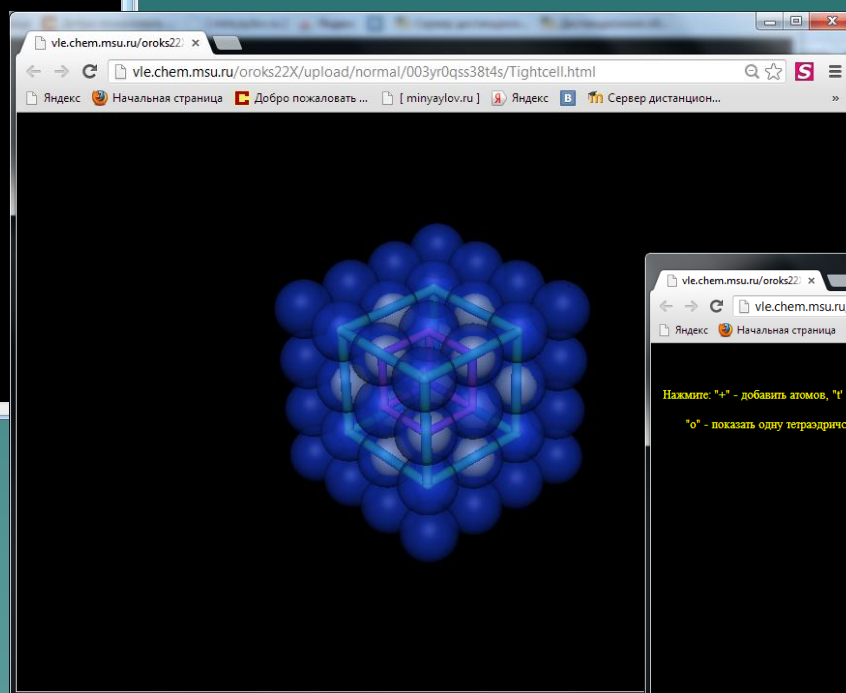 vle.chem.msu.ru/oroks22
vle.chem.msu.ru/oroks22X/upload/normal/003yr0qss38t4s/Tightcell.html
Яндекс Начальная страница Добро пожаловать ... [ minyaylov.ru ] Яндекс Сервер дистанцион... »
vle.chem.msu.ru/oroks22
vle.chem.msu.ru/
Яндекс Начальная страница
Нажмите: "+" - добавить атомов, "t'
"o" - показать одну